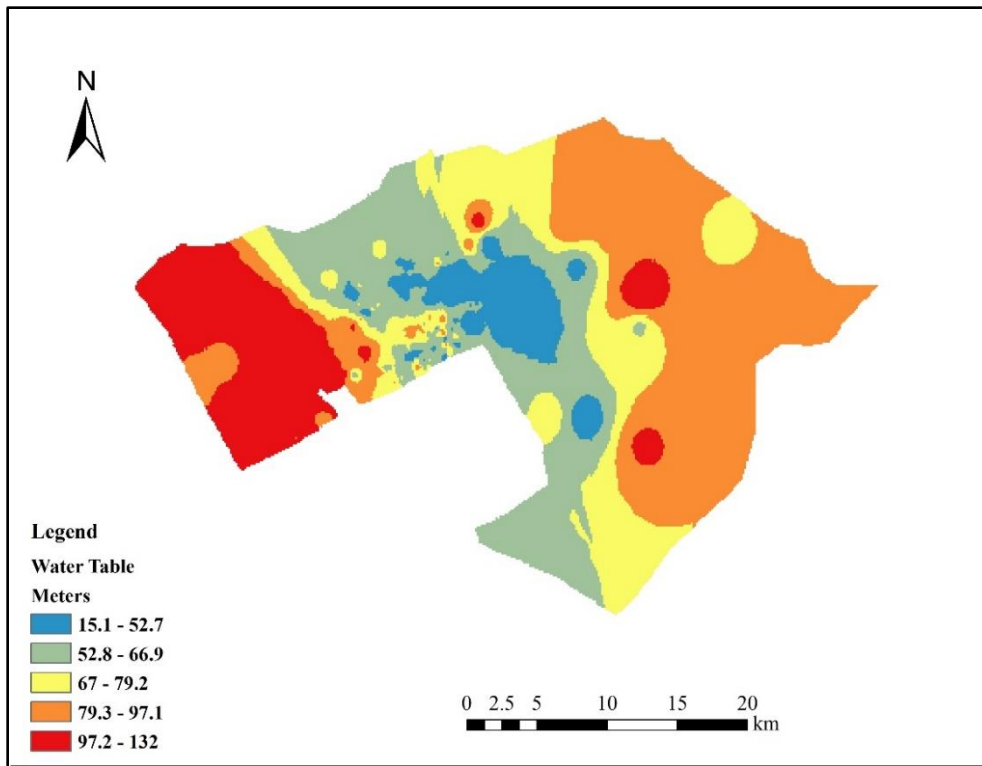 N
Legend
Water Table
Meters
15.1 - 52.7
52.8 - 66.9
67 - 79.2
79.3 - 97.1
97.2 - 132
0 2.5 5 10 15 20
km